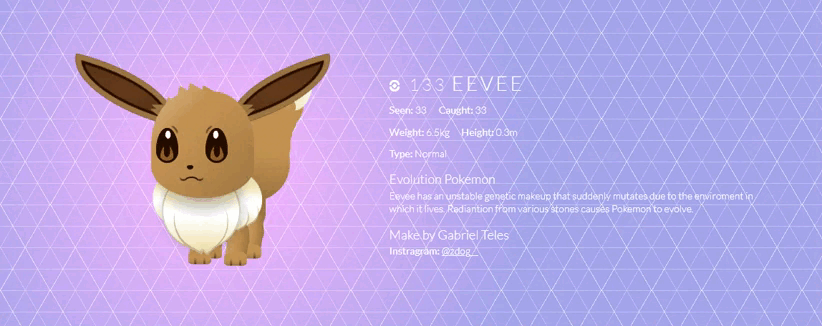 133 EEVEE
Seen: 33 Caught: 33
Weight: 6.5kg Height: 0.3m
Type: Normal
Evolution Pokemon
Eevee has an unstable genetic makeup that suddenly mutates due to the enviroment in
which it lives. Radiantion from various stones causes Pokemon to evolve.
Make by Gabriel Teles
Instragram: @zdog_